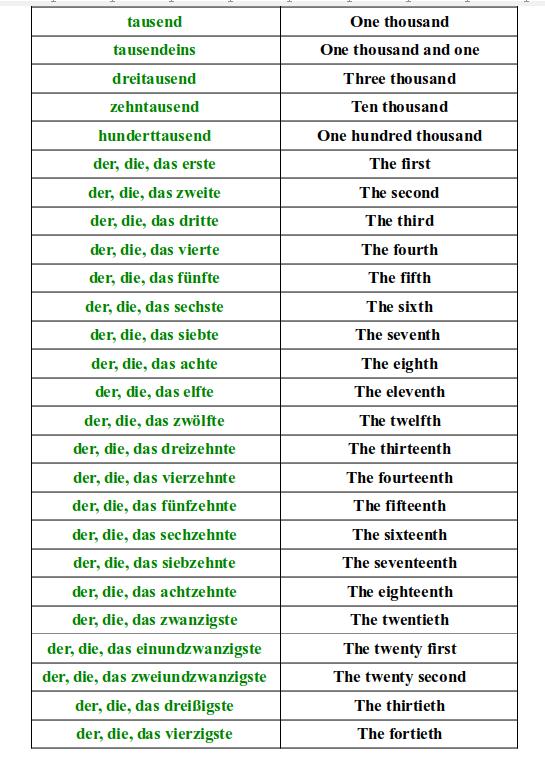 tausend One thousand
tausendeins One thousand and one
dreitausend Three thousand
zehntausend Ten thousand
hunderttausend One hundred thousand
der, die, das erste The first
der, die, das zweite The second
der, die, das dritte The third
der, die, das vierte The fourth
der, die, das fünfte The fifth
der, die, das sechste The sixth
der, die, das siebte The seventh
der, die, das achte The eighth
der, die, das elfte The eleventh
der, die, das zwölfte The twelfth
der, die, das dreizehnte The thirteenth
der, die, das vierzehnte The fourteenth
der, die, das fünfzehnte The fifteenth
der, die, das sechzehnte The sixteenth
der, die, das siebzehnte The seventeenth
der, die, das achtzehnte The eighteenth
der, die, das zwanzigste The twentieth
der, die, das einundzwanzigste The twenty first
der, die, das zweiundzwanzigste The twenty second
der, die, das dreißigste The thirtieth
der, die, das vierzigste The fortieth